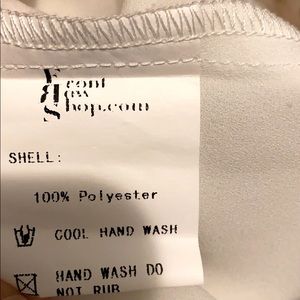 Front
Row
Shop.com
SHELL:
100% Polyester
COOL HAND WASH
HAND WASH DO
NOT RUB